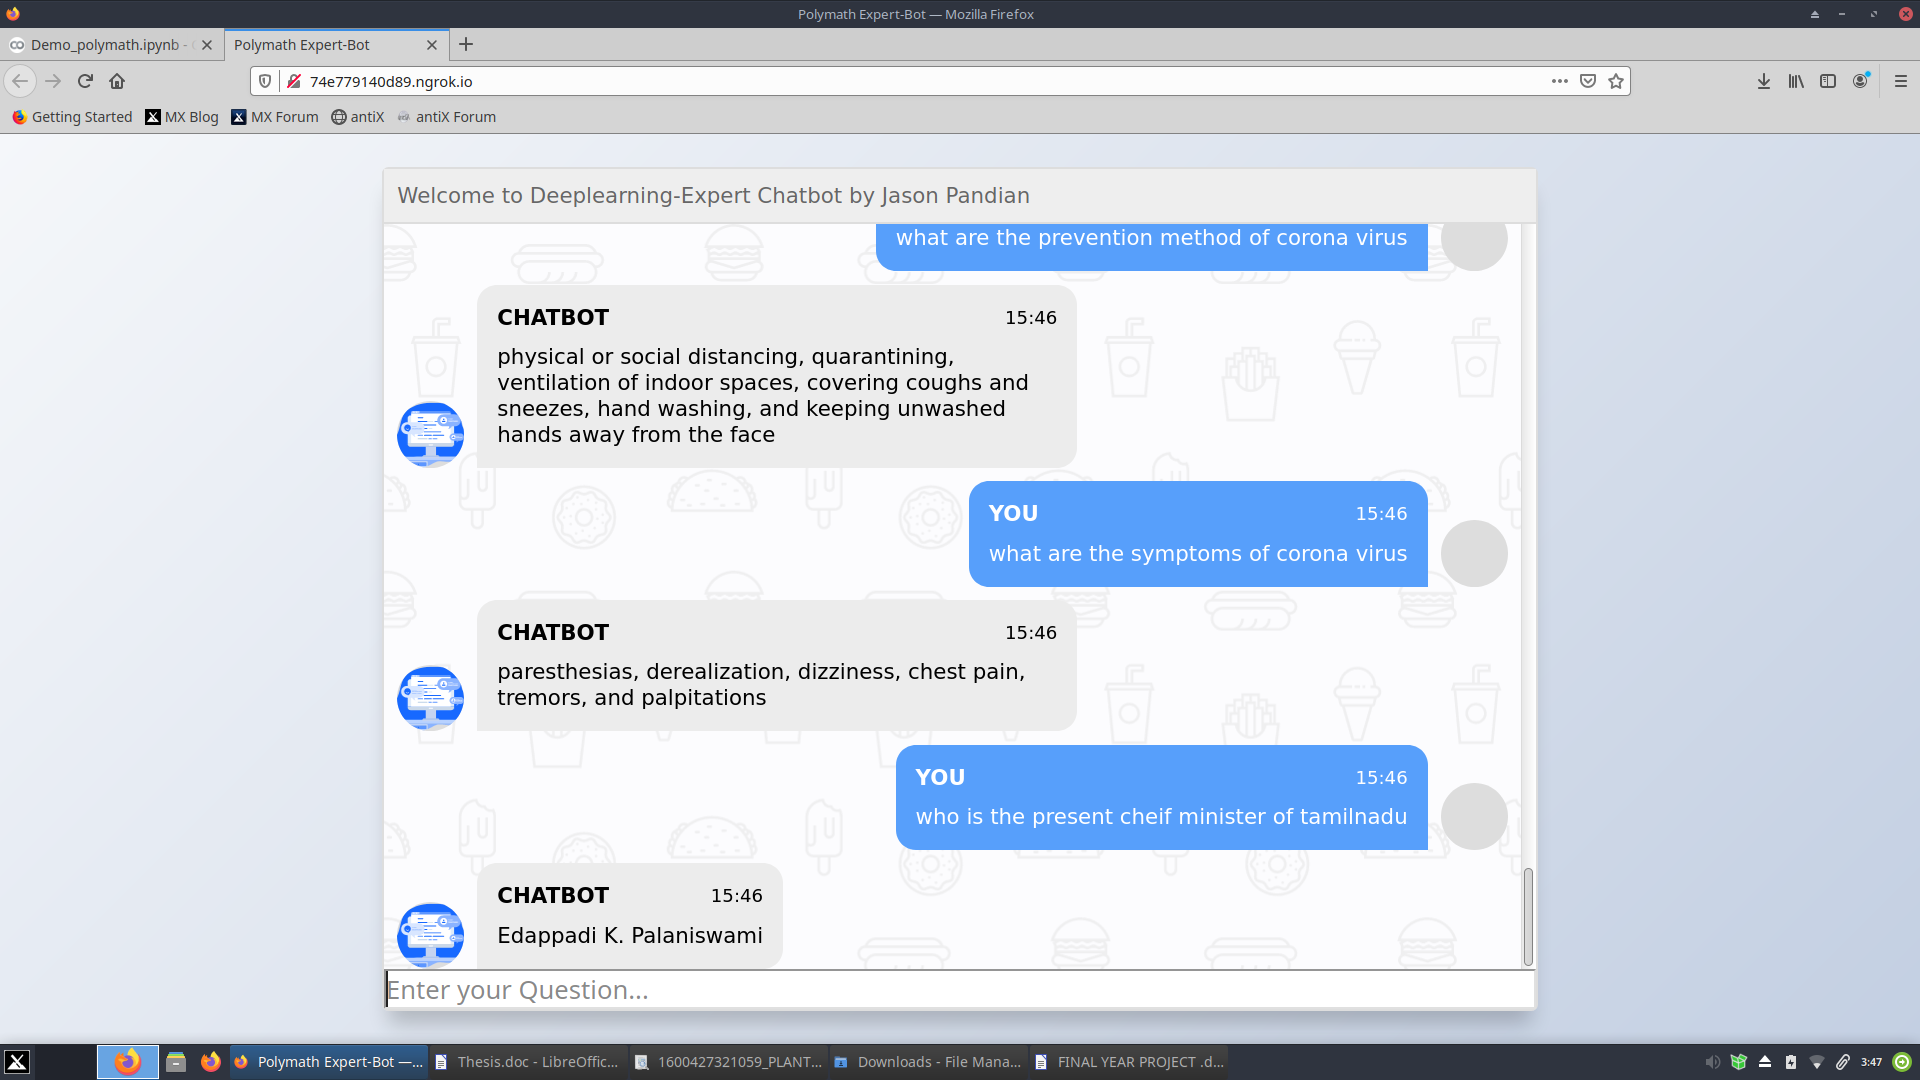 Polymath Expert-Bot — Mozilla Firefox
Demo_polymath.ipynb -
Polymath Expert-Bot
74e779140d89.ngrok.io
Getting Started
MX Blog
MX Forum
antiX
antiX Forum
Welcome to Deeplearning-Expert Chatbot by Jason Pandian
what are the prevention method of corona virus
CHATBOT 15:46
physical or social distancing, quarantining,
ventilation of indoor spaces, covering coughs and
sneezes, hand washing, and keeping unwashed
hands away from the face
YOU 15:46
what are the symptoms of corona virus
CHATBOT 15:46
paresthesias, derealization, dizziness, chest pain,
tremors, and palpitations
YOU 15:46
who is the present cheif minister of tamilnadu
CHATBOT 15:46
Edappadi K. Palaniswami
Enter your Question...
Polymath Expert-Bot —...
Thesis.doc - LibreOffic...
1600427321059_PLANT...
Downloads - File Mana...
FINAL YEAR PROJECT .d...
3:47